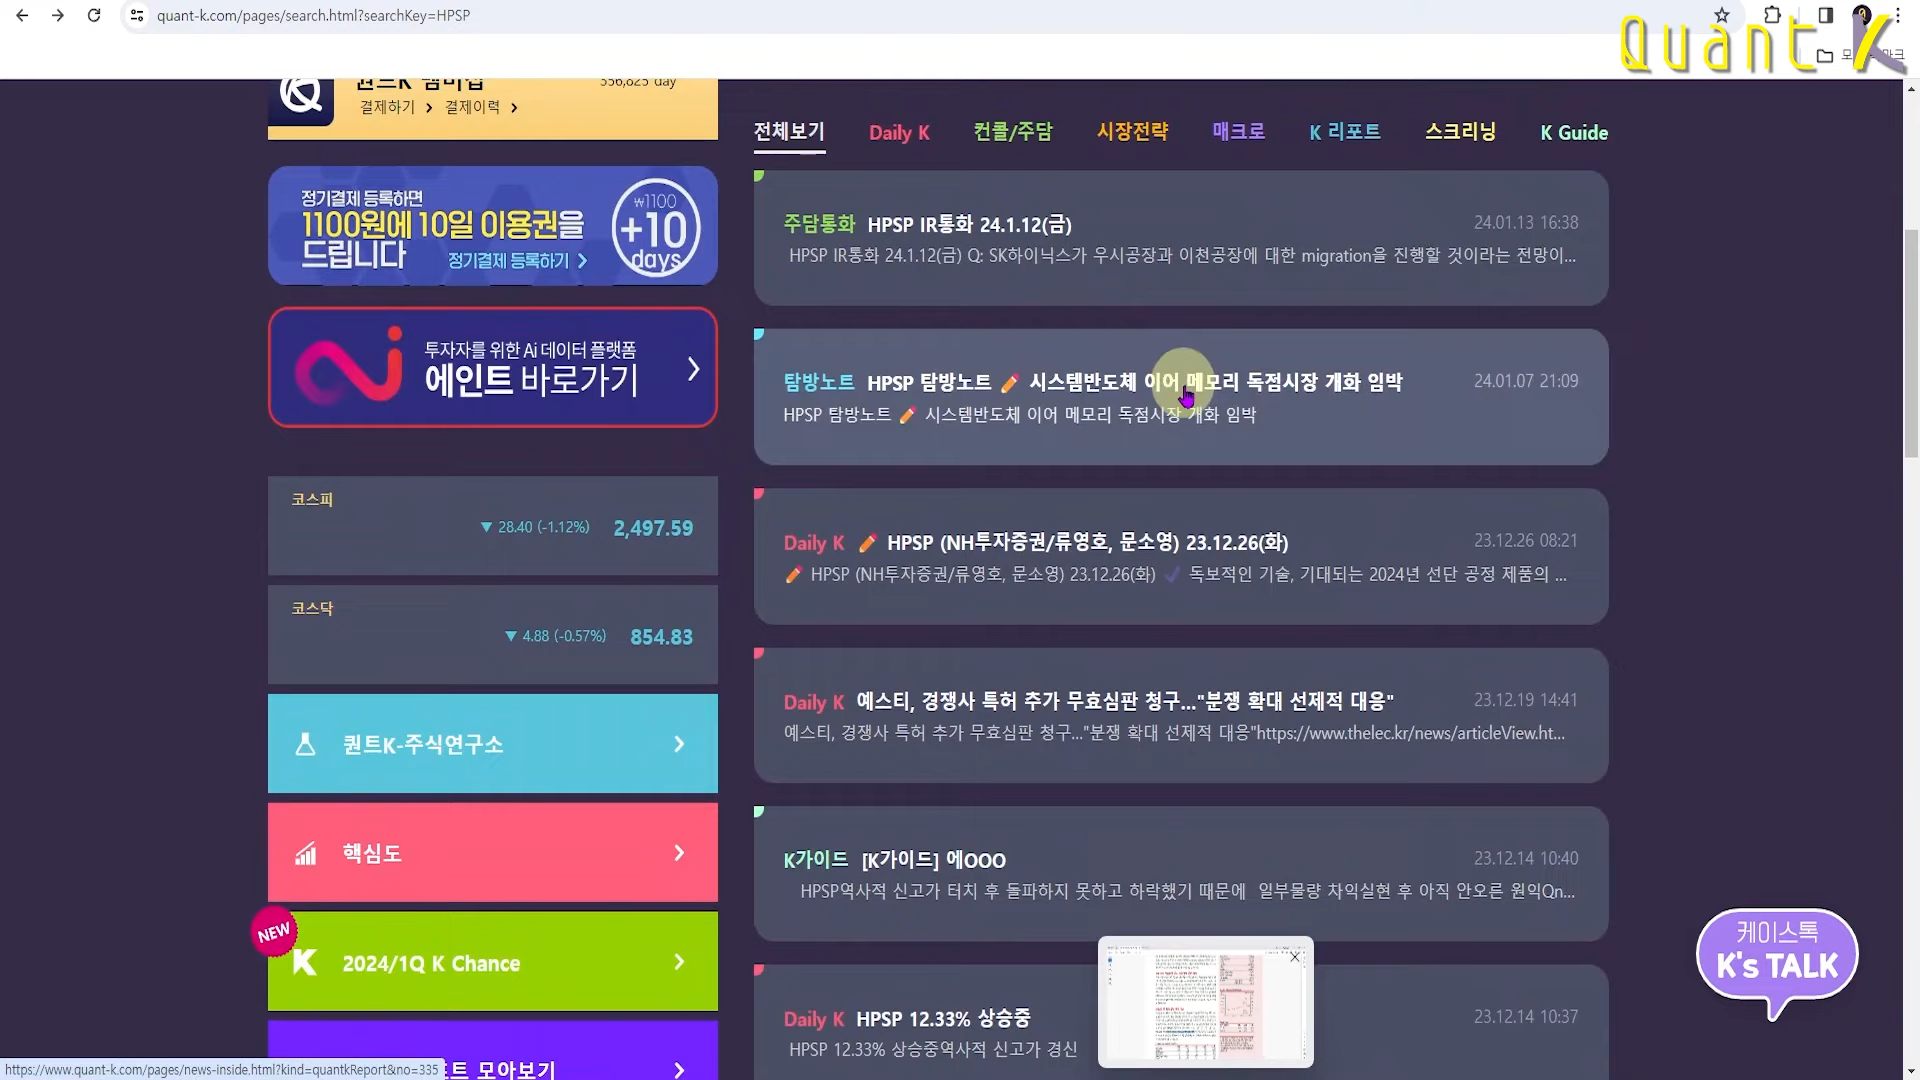 quant-k.com/pages/search.html?searchKey=HPSP
Quant K
퀀트K 멤버십
356,825 day
결제하기 > 결제이력 >
전체보기 Daily K 컨콜/주담 시장전략 매크로 K 리포트 스크리닝 K Guide
정기결제 등록하면
1100원에 10일 이용권을
드립니다 정기결제 등록하기 >
₩1100
+10
days
투자자를 위한 Ai 데이터 플랫폼
에인트 바로가기
코스피
▼ 28.40 (-1.12%) 2,497.59
코스닥
▼ 4.88 (-0.57%) 854.83
퀀트K-주식연구소
핵심도
NEW
K 2024/1Q K Chance
트 모아보기
주담통화 HPSP IR통화 24.1.12(금) 24.01.13 16:38
HPSP IR통화 24.1.12(금) Q: SK하이닉스가 우시공장과 이천공장에 대한 migration을 진행할 것이라는 전망이...
탐방노트 HPSP 탐방노트 ✏️ 시스템반도체 이어 메모리 독점시장 개화 임박 24.01.07 21:09
HPSP 탐방노트 ✏️ 시스템반도체 이어 메모리 독점시장 개화 임박
Daily K ✏️ HPSP (NH투자증권/류영호, 문소영) 23.12.26(화) 23.12.26 08:21
✏️ HPSP (NH투자증권/류영호, 문소영) 23.12.26(화) ✔ 독보적인 기술, 기대되는 2024년 선단 공정 제품의 ...
Daily K 예스티, 경쟁사 특허 추가 무효심판 청구..."분쟁 확대 선제적 대응" 23.12.19 14:41
예스티, 경쟁사 특허 추가 무효심판 청구..."분쟁 확대 선제적 대응"https://www.thelec.kr/news/articleView.ht...
K가이드 [K가이드] 에OOO 23.12.14 10:40
HPSP역사적 신고가 터치 후 돌파하지 못하고 하락했기 때문에 일부물량 차익실현 후 아직 안오른 원익Qn...
Daily K HPSP 12.33% 상승중 23.12.14 10:37
HPSP 12.33% 상승중역사적 신고가 경신
케이스톡
K's TALK
https://www.quant-k.com/pages/news-inside.html?kind=quantkReport&no=335